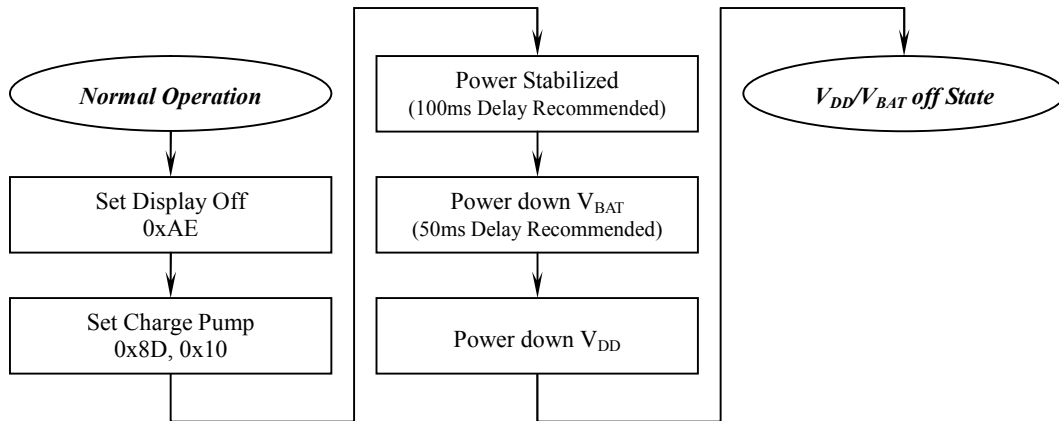 Normal Operation
Set Display Off
0xAE
Set Charge Pump
0x8D, 0x10
Power Stabilized
(100ms Delay Recommended)
Power down VBAT
(50ms Delay Recommended)
Power down VDD
VDD/VBAT off State